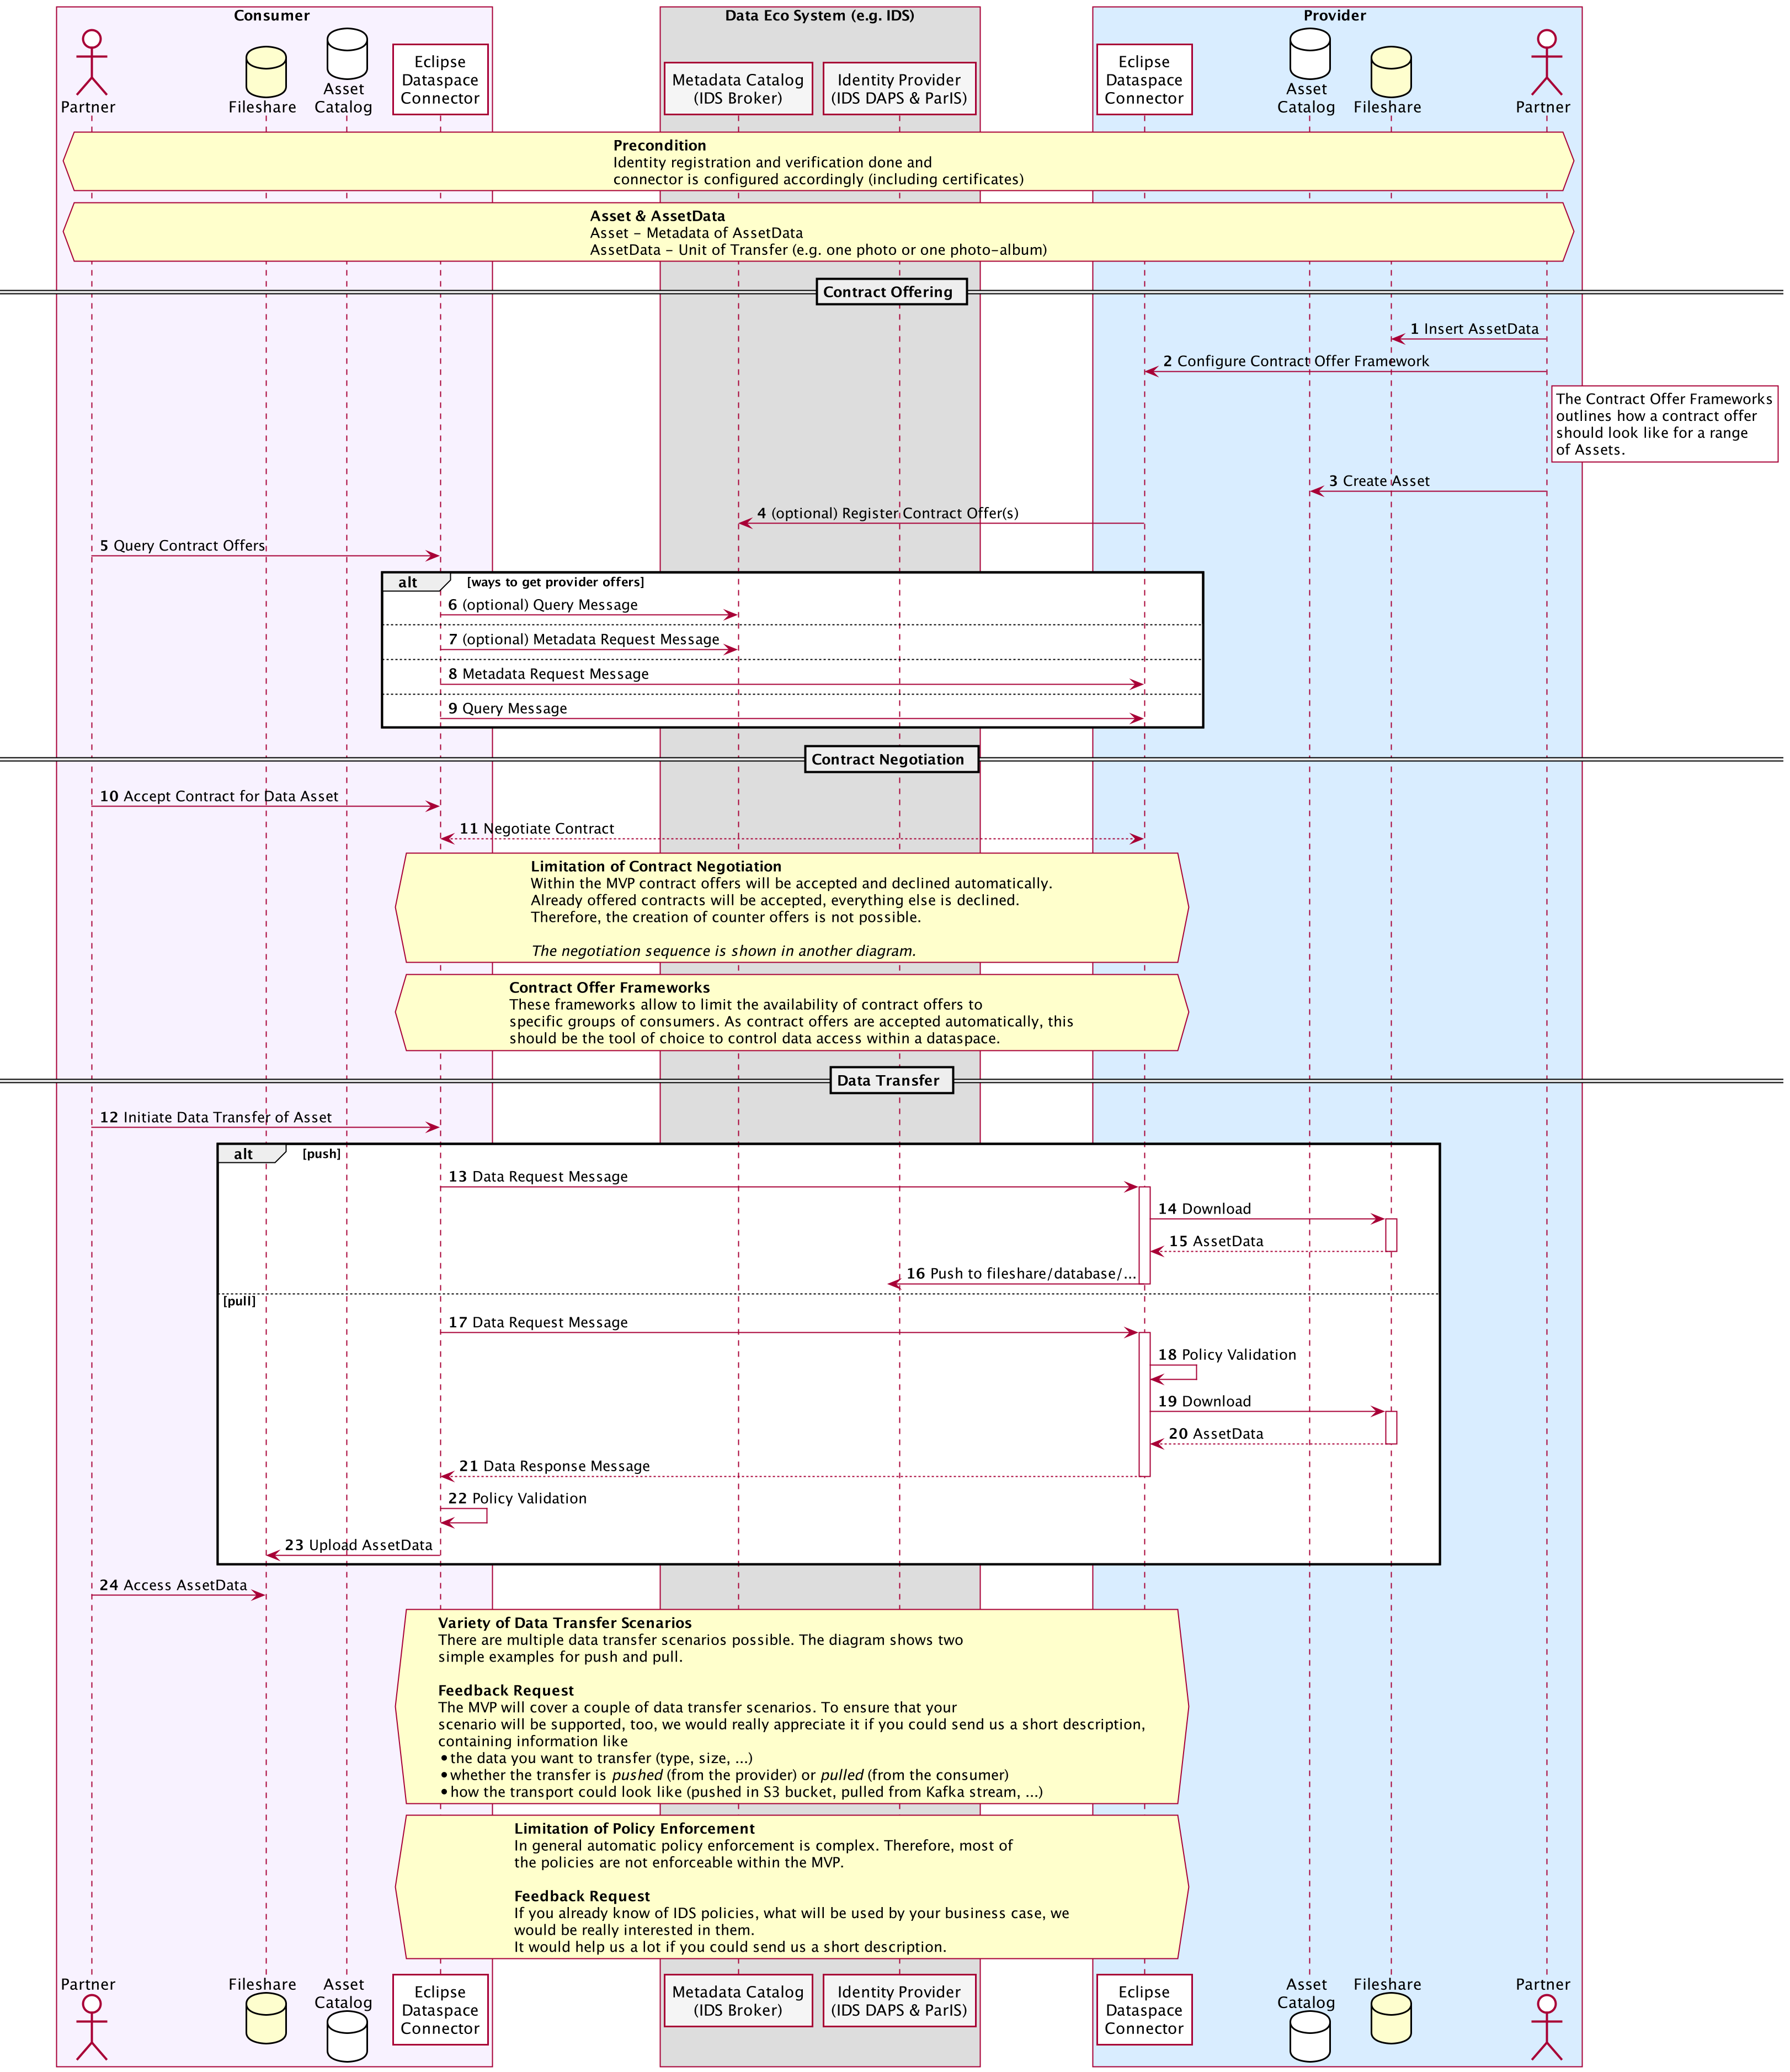 Consumer
Data Eco System (e.g. IDS)
Provider
Partner
Fileshare
Asset
Catalog
Eclipse
Dataspace
Connector
Metadata Catalog
(IDS Broker)
Identity Provider
(IDS DAPS & ParIS)
Eclipse
Dataspace
Connector
Asset
Catalog
Fileshare
Partner
Precondition
Identity registration and verification done and
connector is configured accordingly (including certificates)
Asset & AssetData
Asset - Metadata of AssetData
AssetData - Unit of Transfer (e.g. one photo or one photo-album)
Contract Offering
1 Insert AssetData
2 Configure Contract Offer Framework
The Contract Offer Frameworks
outlines how a contract offer
should look like for a range
of Assets.
3 Create Asset
4 (optional) Register Contract Offer(s)
5 Query Contract Offers
alt [ways to get provider offers]
6 (optional) Query Message
7 (optional) Metadata Request Message
8 Metadata Request Message
9 Query Message
Contract Negotiation
10 Accept Contract for Data Asset
11 Negotiate Contract
Limitation of Contract Negotiation
Within the MVP contract offers will be accepted and declined automatically.
Already offered contracts will be accepted, everything else is declined.
Therefore, the creation of counter offers is not possible.
The negotiation sequence is shown in another diagram.
Contract Offer Frameworks
These frameworks allow to limit the availability of contract offers to
specific groups of consumers. As contract offers are accepted automatically, this
should be the tool of choice to control data access within a dataspace.
Data Transfer
12 Initiate Data Transfer of Asset
alt [push]
13 Data Request Message
14 Download
15 AssetData
16 Push to fileshare/database/...
[pull]
17 Data Request Message
18 Policy Validation
19 Download
20 AssetData
21 Data Response Message
22 Policy Validation
23 Upload AssetData
24 Access AssetData
Variety of Data Transfer Scenarios
There are multiple data transfer scenarios possible. The diagram shows two
simple examples for push and pull.
Feedback Request
The MVP will cover a couple of data transfer scenarios. To ensure that your
scenario will be supported, too, we would really appreciate it if you could send us a short description,
containing information like
• the data you want to transfer (type, size, ...)
• whether the transfer is pushed (from the provider) or pulled (from the consumer)
• how the transport could look like (pushed in S3 bucket, pulled from Kafka stream, ...)
Limitation of Policy Enforcement
In general automatic policy enforcement is complex. Therefore, most of
the policies are not enforceable within the MVP.
Feedback Request
If you already know of IDS policies, what will be used by your business case, we
would be really interested in them.
It would help us a lot if you could send us a short description.
Partner
Fileshare
Asset
Catalog
Eclipse
Dataspace
Connector
Metadata Catalog
(IDS Broker)
Identity Provider
(IDS DAPS & ParIS)
Eclipse
Dataspace
Connector
Asset
Catalog
Fileshare
Partner